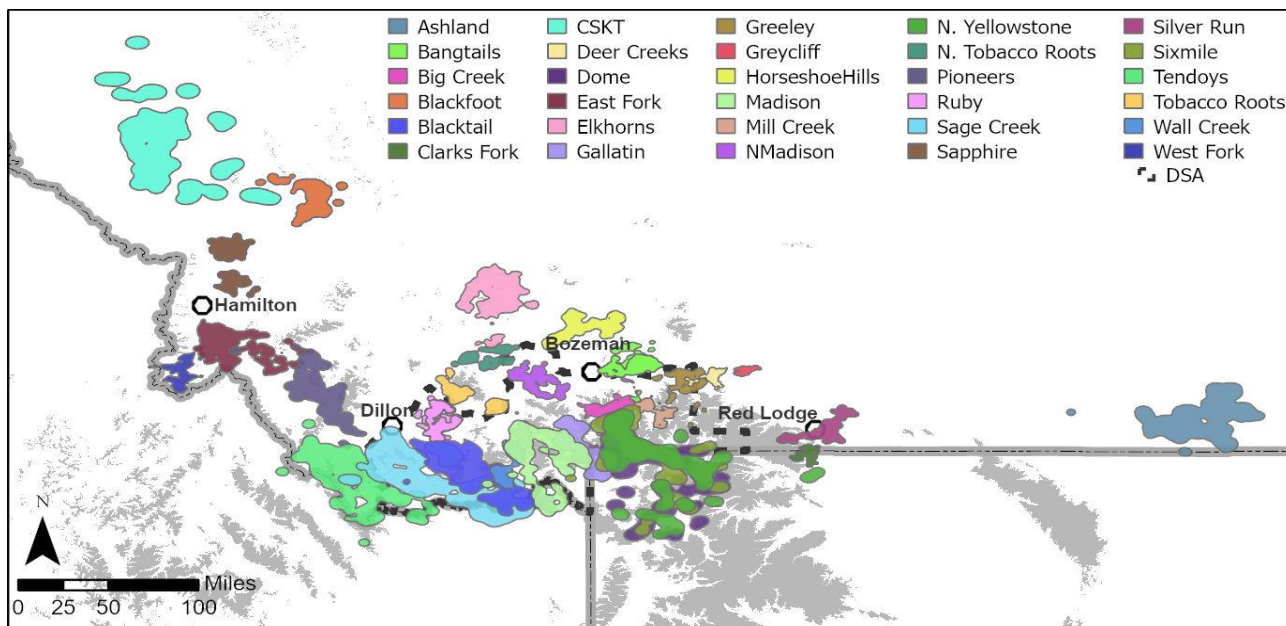 Ashland CSKT Greeley N. Yellowstone Silver Run
Bangtails Deer Creeks Greycliff N. Tobacco Roots Sixmile
Big Creek Dome HorseshoeHills Pioneers Tendoys
Blackfoot East Fork Madison Ruby Tobacco Roots
Blacktail Elkhorns Mill Creek Sage Creek Wall Creek
Clarks Fork Gallatin NMadison Sapphire West Fork
DSA
Hamilton
Bozeman
Dillon
Red Lodge
N
Miles
0 25 50 100